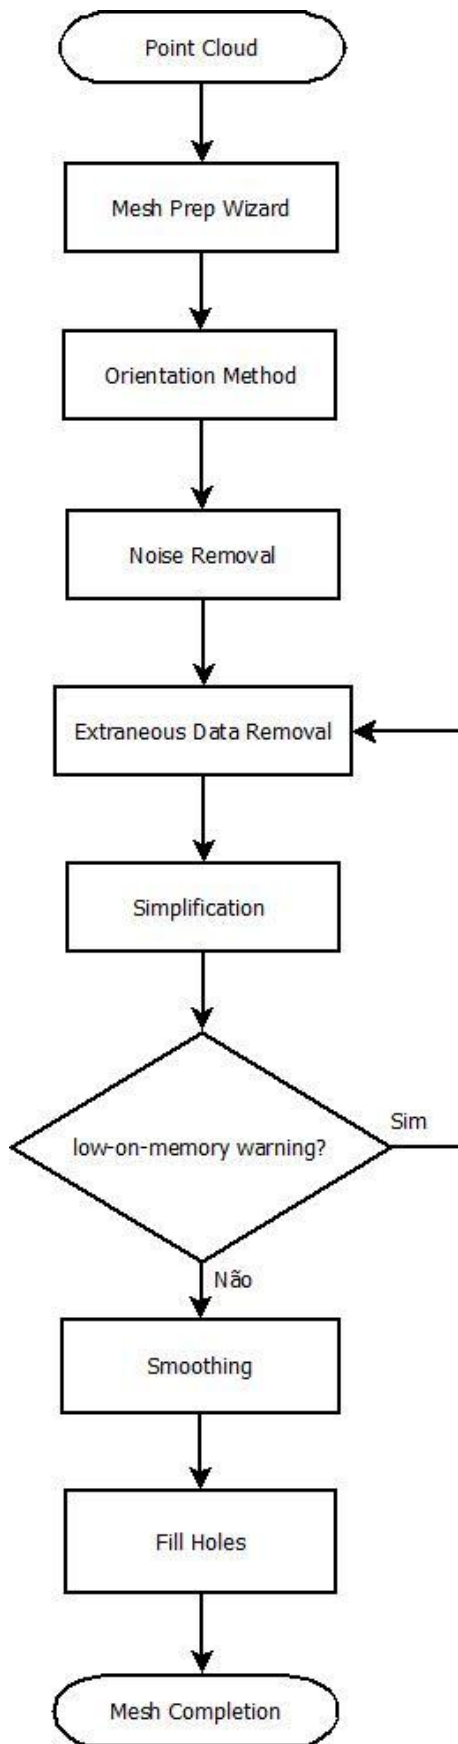 Point Cloud
Mesh Prep Wizard
Orientation Method
Noise Removal
Extraneous Data Removal
Simplification
low-on-memory warning?
Sim
Não
Smoothing
Fill Holes
Mesh Completion